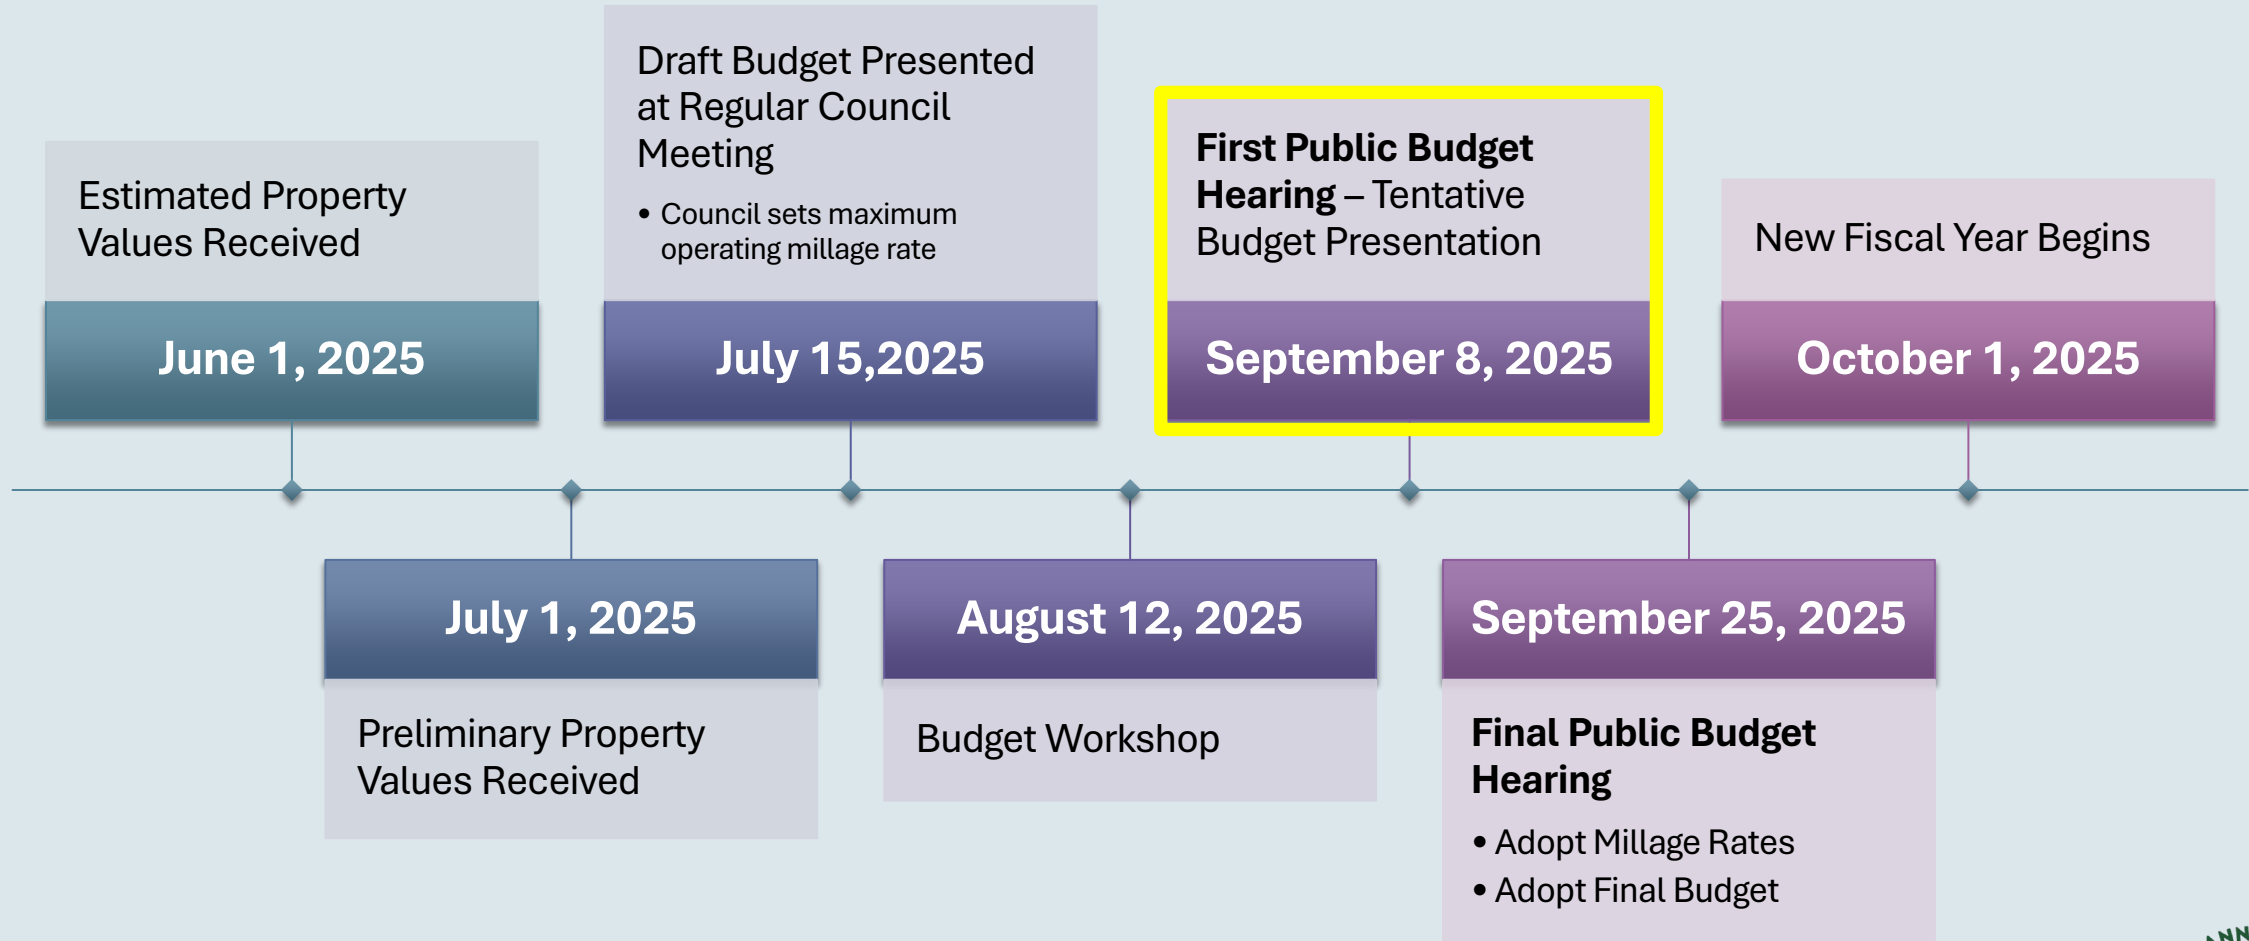 Estimated Property
Values Received
June 1, 2025
Preliminary Property
Values Received
July 1, 2025
Draft Budget Presented
at Regular Council
Meeting
• Council sets maximum
operating millage rate
July 15,2025
August 12, 2025
Budget Workshop
First Public Budget
Hearing – Tentative
Budget Presentation
September 8, 2025
September 25, 2025
Final Public Budget
Hearing
• Adopt Millage Rates
• Adopt Final Budget
New Fiscal Year Begins
October 1, 2025